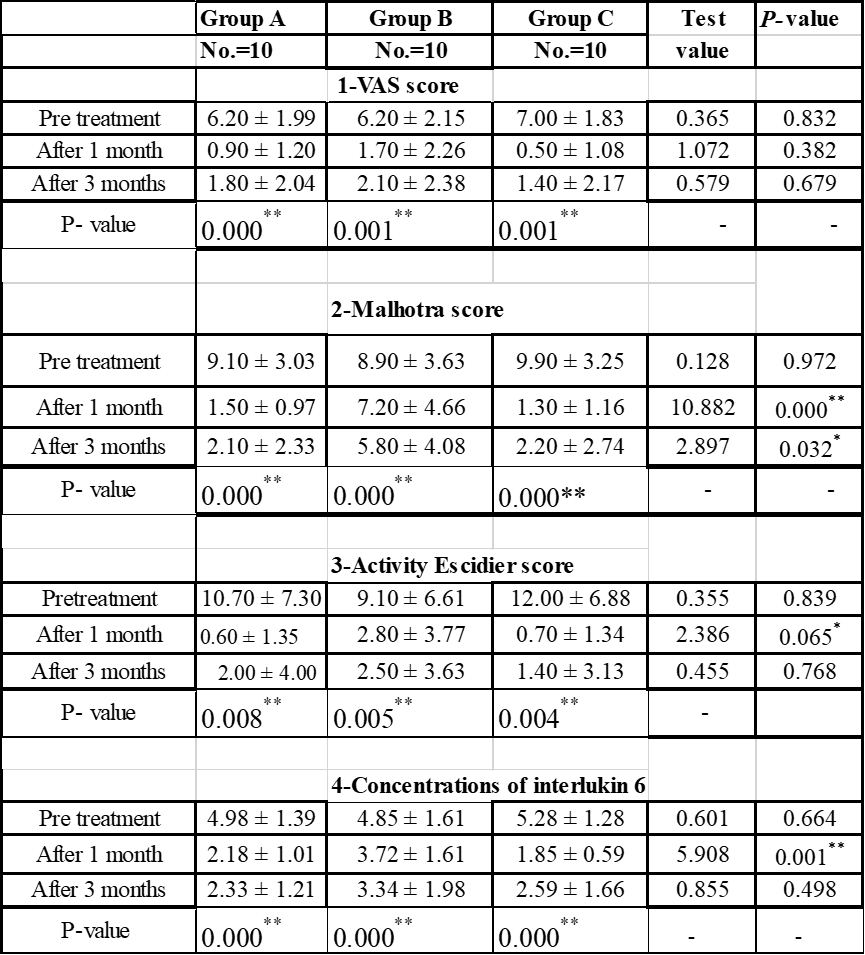 Group A Group B Group C Test P-value
No.=10 No.=10 No.=10 value
1-VAS score
Pre treatment 6.20 ± 1.99 6.20 ± 2.15 7.00 ± 1.83 0.365 0.832
After 1 month 0.90 ± 1.20 1.70 ± 2.26 0.50 ± 1.08 1.072 0.382
After 3 months 1.80 ± 2.04 2.10 ± 2.38 1.40 ± 2.17 0.579 0.679
P- value 0.000** 0.001** 0.001** - -
2-Malhotra score
Pre treatment 9.10 ± 3.03 8.90 ± 3.63 9.90 ± 3.25 0.128 0.972
After 1 month 1.50 ± 0.97 7.20 ± 4.66 1.30 ± 1.16 10.882 0.000**
After 3 months 2.10 ± 2.33 5.80 ± 4.08 2.20 ± 2.74 2.897 0.032*
P- value 0.000** 0.000** 0.000** - -
3-Activity Escidier score
Pretreatment 10.70 ± 7.30 9.10 ± 6.61 12.00 ± 6.88 0.355 0.839
After 1 month 0.60 ± 1.35 2.80 ± 3.77 0.70 ± 1.34 2.386 0.065*
After 3 months 2.00 ± 4.00 2.50 ± 3.63 1.40 ± 3.13 0.455 0.768
P- value 0.008** 0.005** 0.004** -
4-Concentrations of interlukin 6
Pre treatment 4.98 ± 1.39 4.85 ± 1.61 5.28 ± 1.28 0.601 0.664
After 1 month 2.18 ± 1.01 3.72 ± 1.61 1.85 ± 0.59 5.908 0.001**
After 3 months 2.33 ± 1.21 3.34 ± 1.98 2.59 ± 1.66 0.855 0.498
P-value 0.000** 0.000** 0.000** - -